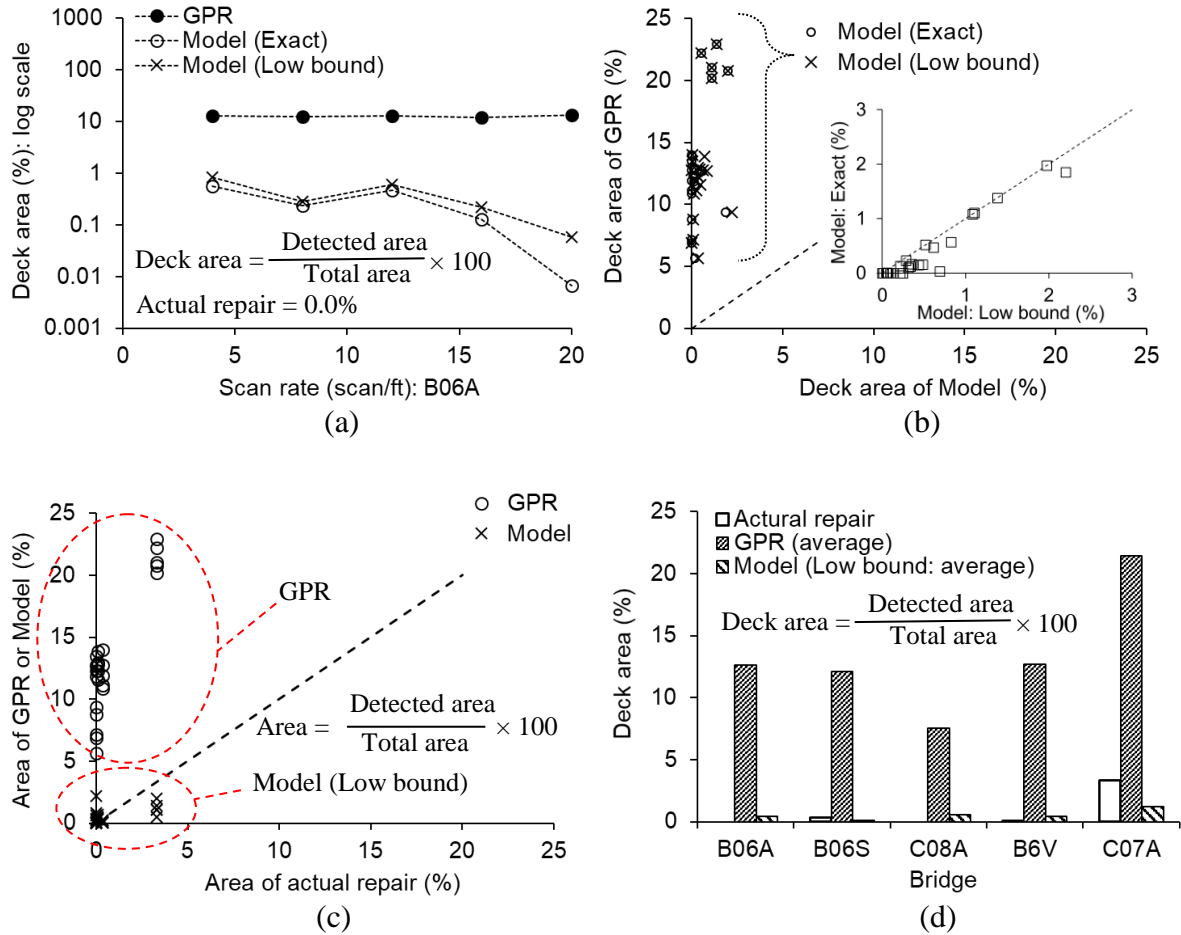 GPR
Model (Exact)
Model (Low bound)
Deck area (%): log scale
1000
100
10
1
0.1
0.01
0.001
Deck area = Detected area / Total area × 100
Actual repair = 0.0%
0 5 10 15 20
Scan rate (scan/ft): B06A
(a)
Model (Exact)
Model (Low bound)
Deck area of GPR (%)
25
20
15
10
5
0
Model: Exact (%)
3
2
1
0
0 1 2 3
Model: Low bound (%)
0 5 10 15 20 25
Deck area of Model (%)
(b)
GPR
Model
Area of GPR or Model (%)
25
20
15
10
5
0
GPR
Area = Detected area / Total area × 100
Model (Low bound)
0 5 10 15 20 25
Area of actual repair (%)
(c)
Actural repair
GPR (average)
Model (Low bound: average)
Deck area (%)
25
20
15
10
5
0
Deck area = Detected area / Total area × 100
B06A B06S C08A B6V C07A
Bridge
(d)